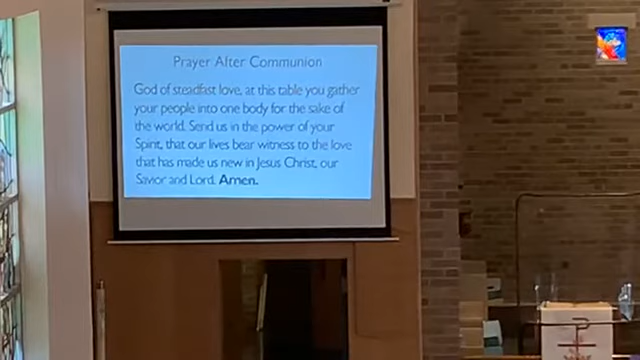 Prayer After Communion
God of steadfast love, at this table you gather
your people into one body for the sake of
the world. Send us in the power of your
Spirit, that our lives bear witness to the love
that has made us new in Jesus Christ, our
Savior and Lord. Amen.